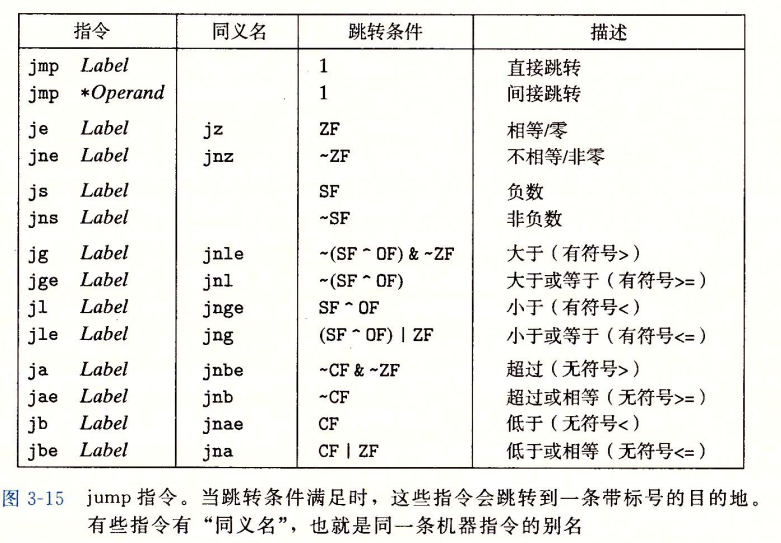 指令 同义名 跳转条件 描述
jmp Label 1 直接跳转
jmp *Operand 1 间接跳转
je Label jz ZF 相等/零
jne Label jnz ~ZF 不相等/非零
js Label SF 负数
jns Label ~SF 非负数
jg Label jnle ~(SF ^ OF) & ~ZF 大于（有符号>）
jge Label jnl ~(SF ^ OF) 大于或等于（有符号>=）
jl Label jnge SF ^ OF 小于（有符号<）
jle Label jng (SF ^ OF) | ZF 小于或等于（有符号<=）
ja Label jnbe ~CF & ~ZF 超过（无符号>）
jae Label jnb ~CF 超过或相等（无符号>=）
jb Label jnae CF 低于（无符号<）
jbe Label jna CF | ZF 低于或相等（无符号<=）
图 3-15 jump 指令。当跳转条件满足时，这些指令会跳转到一条带标号的目的地。
有些指令有“同义名”，也就是同一条机器指令的别名